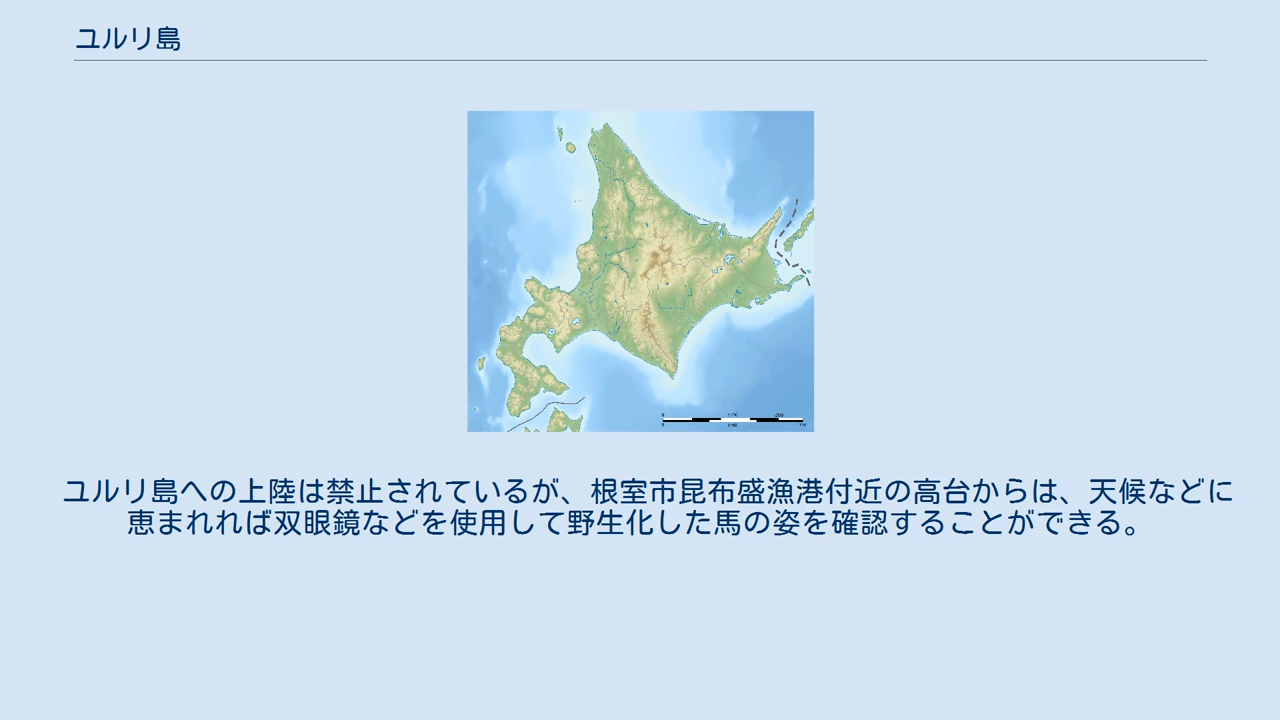 ユルリ島
ユルリ島への上陸は禁止されているが、根室市昆布盛漁港付近の高台からは、天候などに
恵まれれば双眼鏡などを使用して野生化した馬の姿を確認することができる。